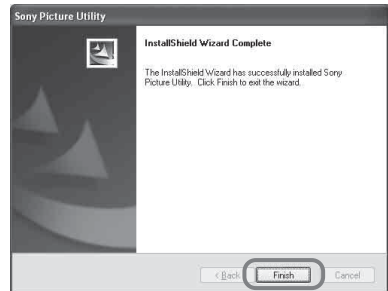 Sony Picture Utility
InstallShield Wizard Complete
The InstallShield Wizard has successfully installed Sony
Picture Utility. Click Finish to exit the wizard.
< Back
Finish
Cancel